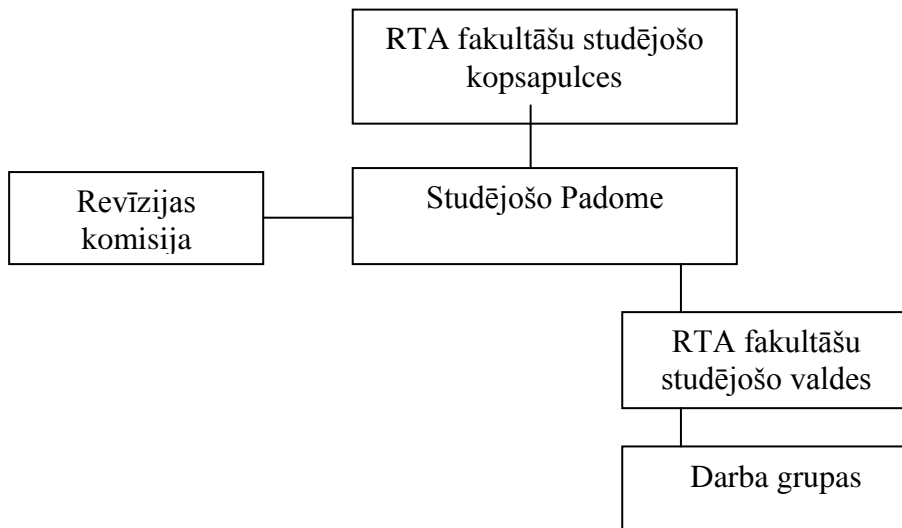 RTA fakultāšu studējošo
kopsapulces
Studējošo Padome
Revīzijas
komisija
RTA fakultāšu
studējošo valdes
Darba grupas